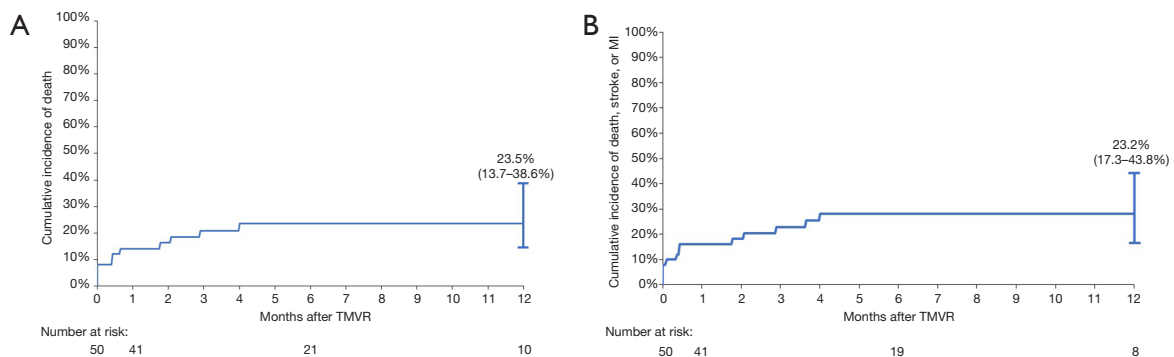 A
Cumulative incidence of death
100%
90%
80%
70%
60%
50%
40%
30%
20%
10%
0%
23.5%
(13.7–38.6%)
0 1 2 3 4 5 6 7 8 9 10 11 12
Months after TMVR
Number at risk:
50 41 21 10
B
Cumulative incidence of death, stroke, or MI
100%
90%
80%
70%
60%
50%
40%
30%
20%
10%
0%
23.2%
(17.3–43.8%)
0 1 2 3 4 5 6 7 8 9 10 11 12
Months after TMVR
Number at risk:
50 41 19 8